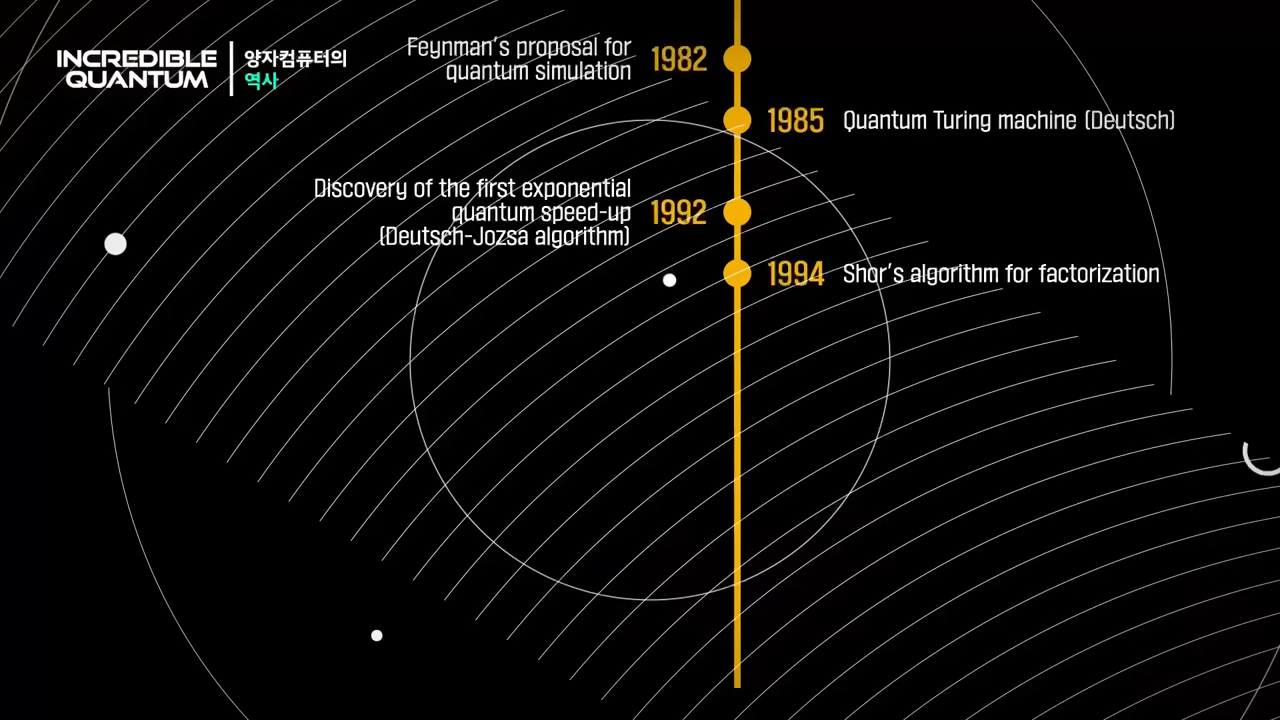 INCREDIBLE
QUANTUM
양자컴퓨터의
역사
Feynman's proposal for
quantum simulation
1982
1985
Quantum Turing machine (Deutsch)
Discovery of the first exponential
quantum speed-up
(Deutsch-Jozsa algorithm)
1992
1994
Shor's algorithm for factorization